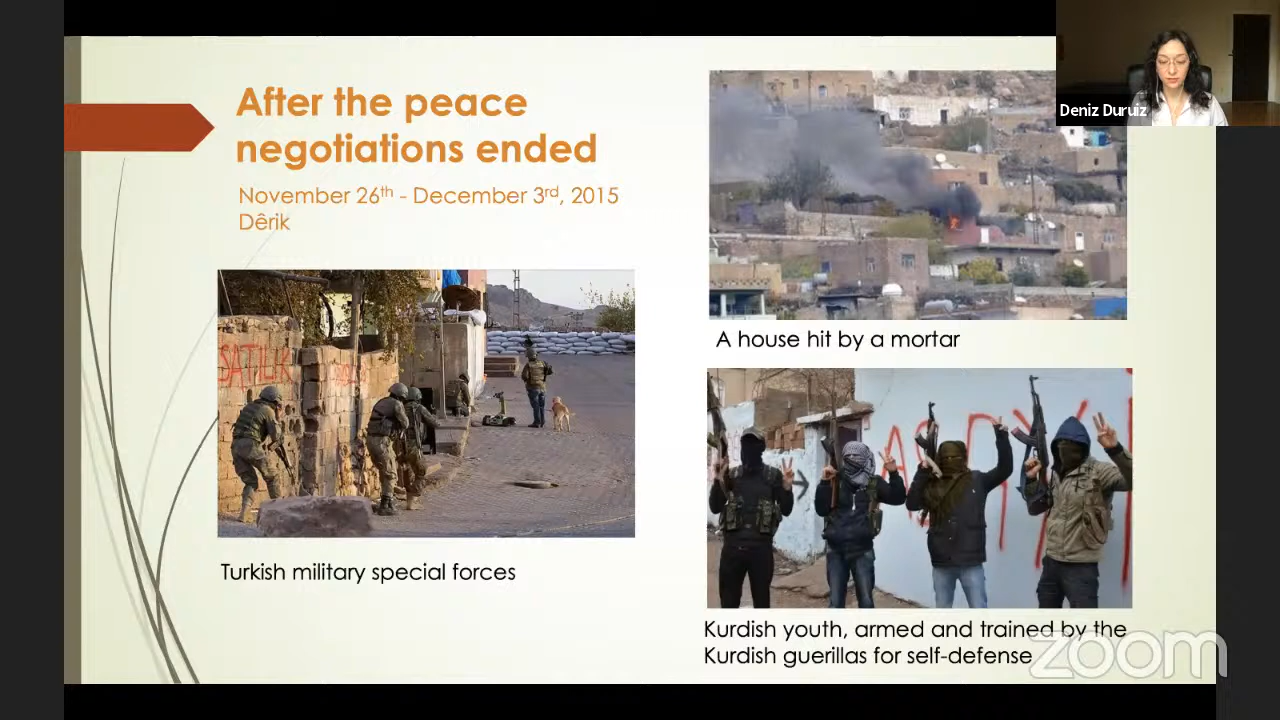 After the peace
negotiations ended
November 26th - December 3rd, 2015
Dêrik
SATILIK
Turkish military special forces
A house hit by a mortar
Kurdish youth, armed and trained by the
Kurdish guerillas for self-defense
Deniz Duruiz
zoom